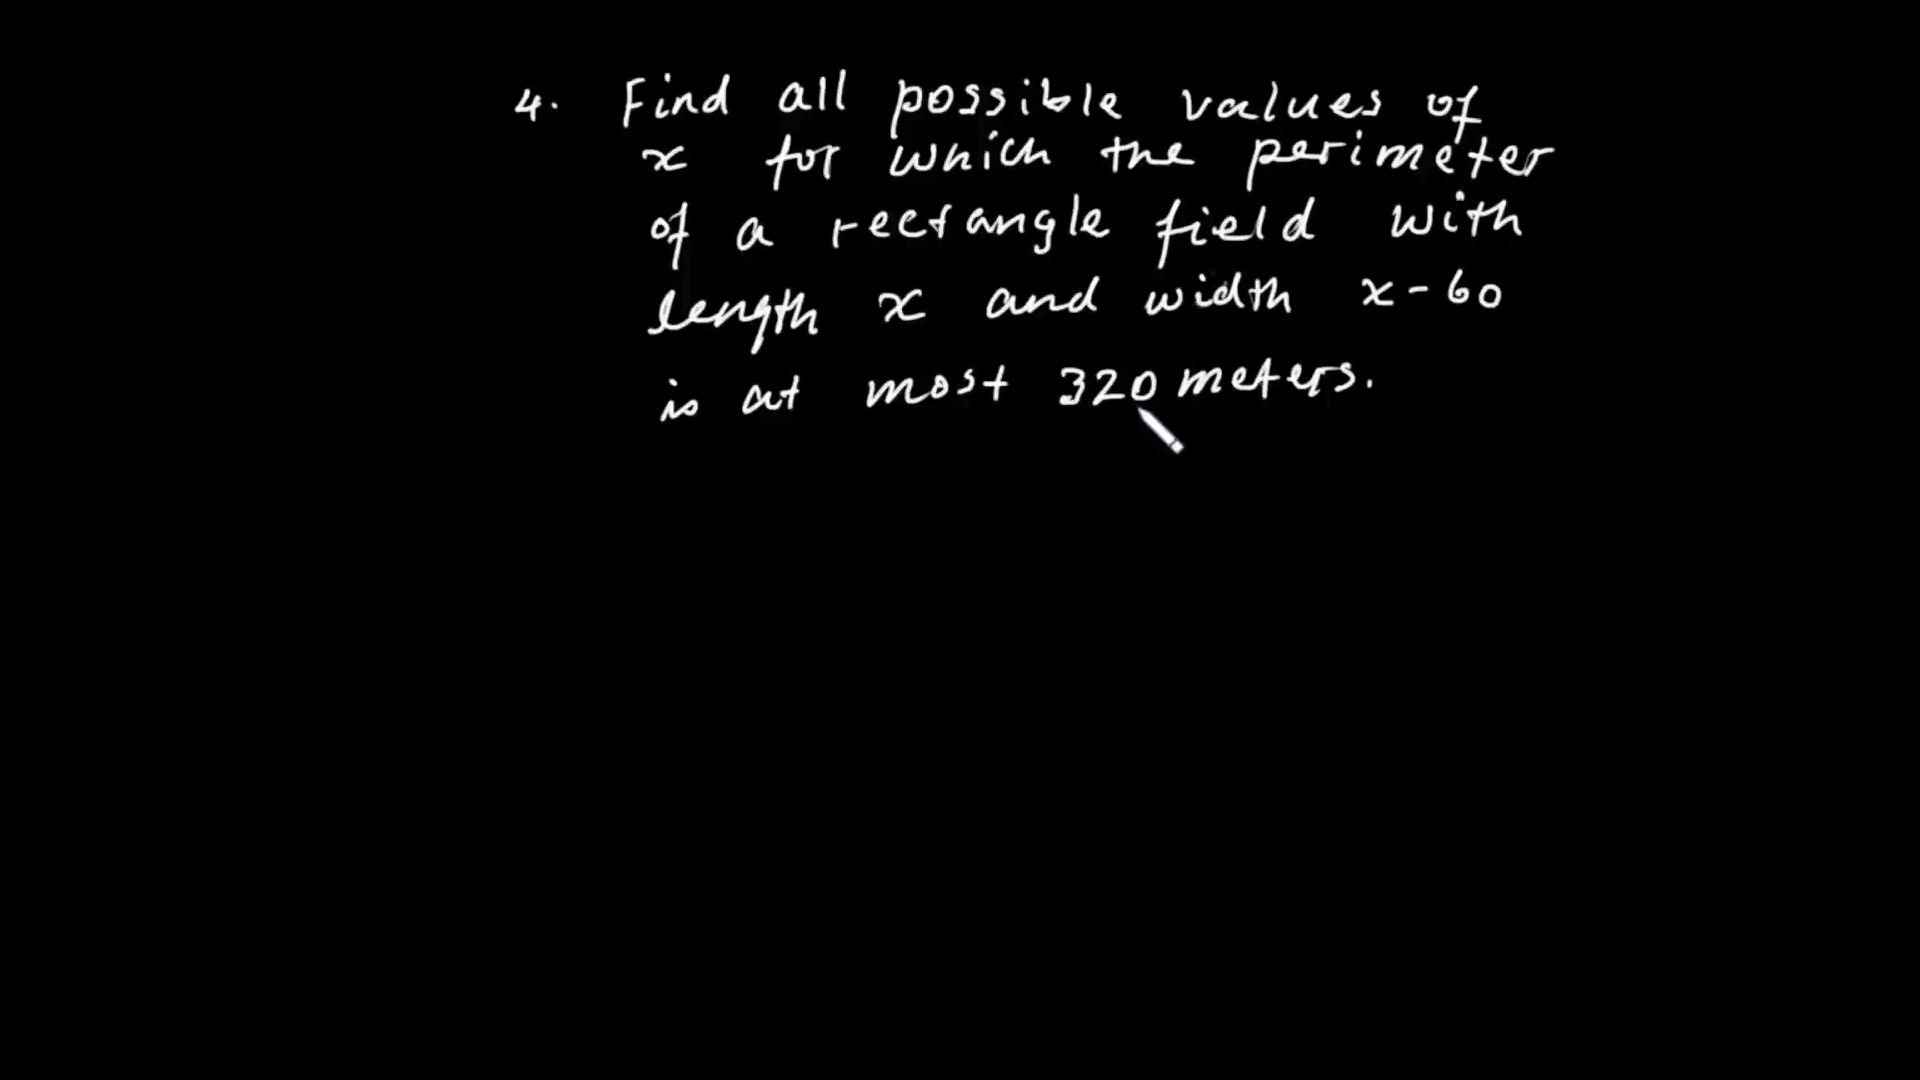 4. Find all possible values of
x for which the perimeter
of a rectangle field with
length x and width x-60
is at most 320 meters.